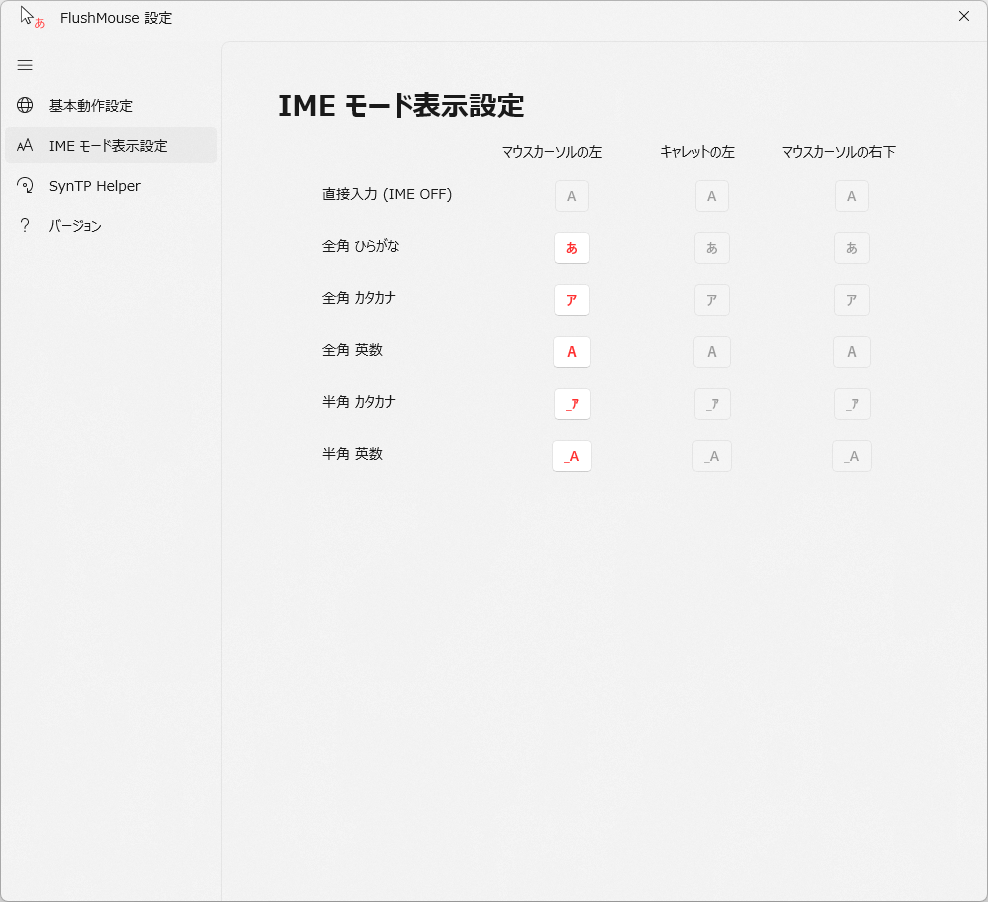 あ FlushMouse 設定
基本動作設定
AA IME モード表示設定
SynTP Helper
? バージョン
IME モード表示設定
マウスカーソルの左 キャレットの左 マウスカーソルの右下
直接入力 (IME OFF) A A A
全角 ひらがな あ あ あ
全角 カタカナ ア ア ア
全角 英数 A A A
半角 カタカナ _ア _ア _ア
半角 英数 _A _A _A